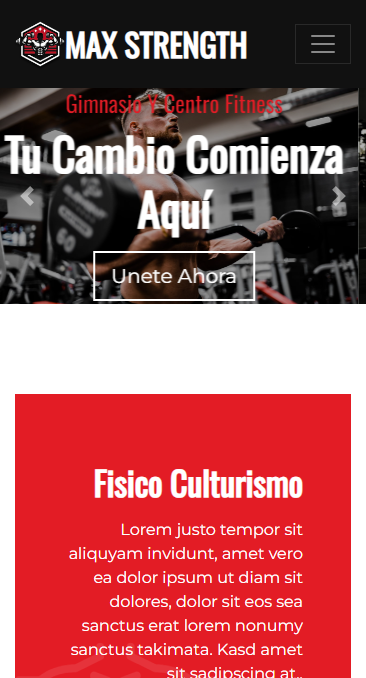 MAX STRENGTH
Gimnasio Y Centro Fitness
Tu Cambio Comienza
Aquí
Unete Ahora
Fisico Culturismo
Lorem justo tempor sit
aliquyam invidunt, amet vero
ea dolor ipsum ut diam sit
dolores, dolor sit eos sea
sanctus erat lorem nonumy
sanctus takimata. Kasd amet
sit sadipscing at..